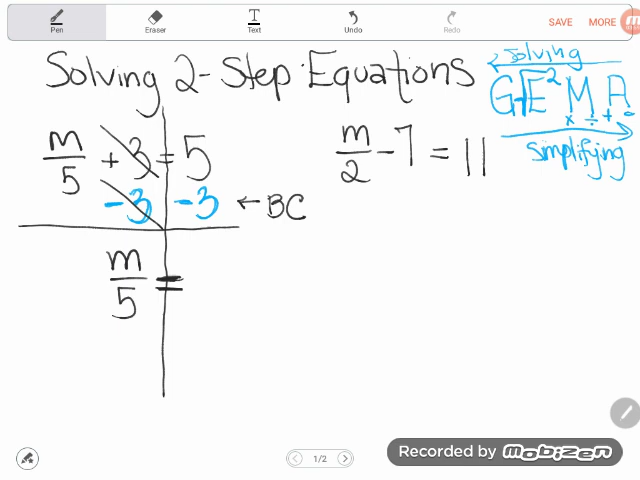 Pen Eraser Text Undo Redo SAVE MORE
Solving 2-Step Equations
solving
GE² M A
× ÷ + -
simplifying
m/5 + 3 = 5
-3 -3 ← BC
m/5 =
m/2 - 7 = 11
1/2
Recorded by mobizen